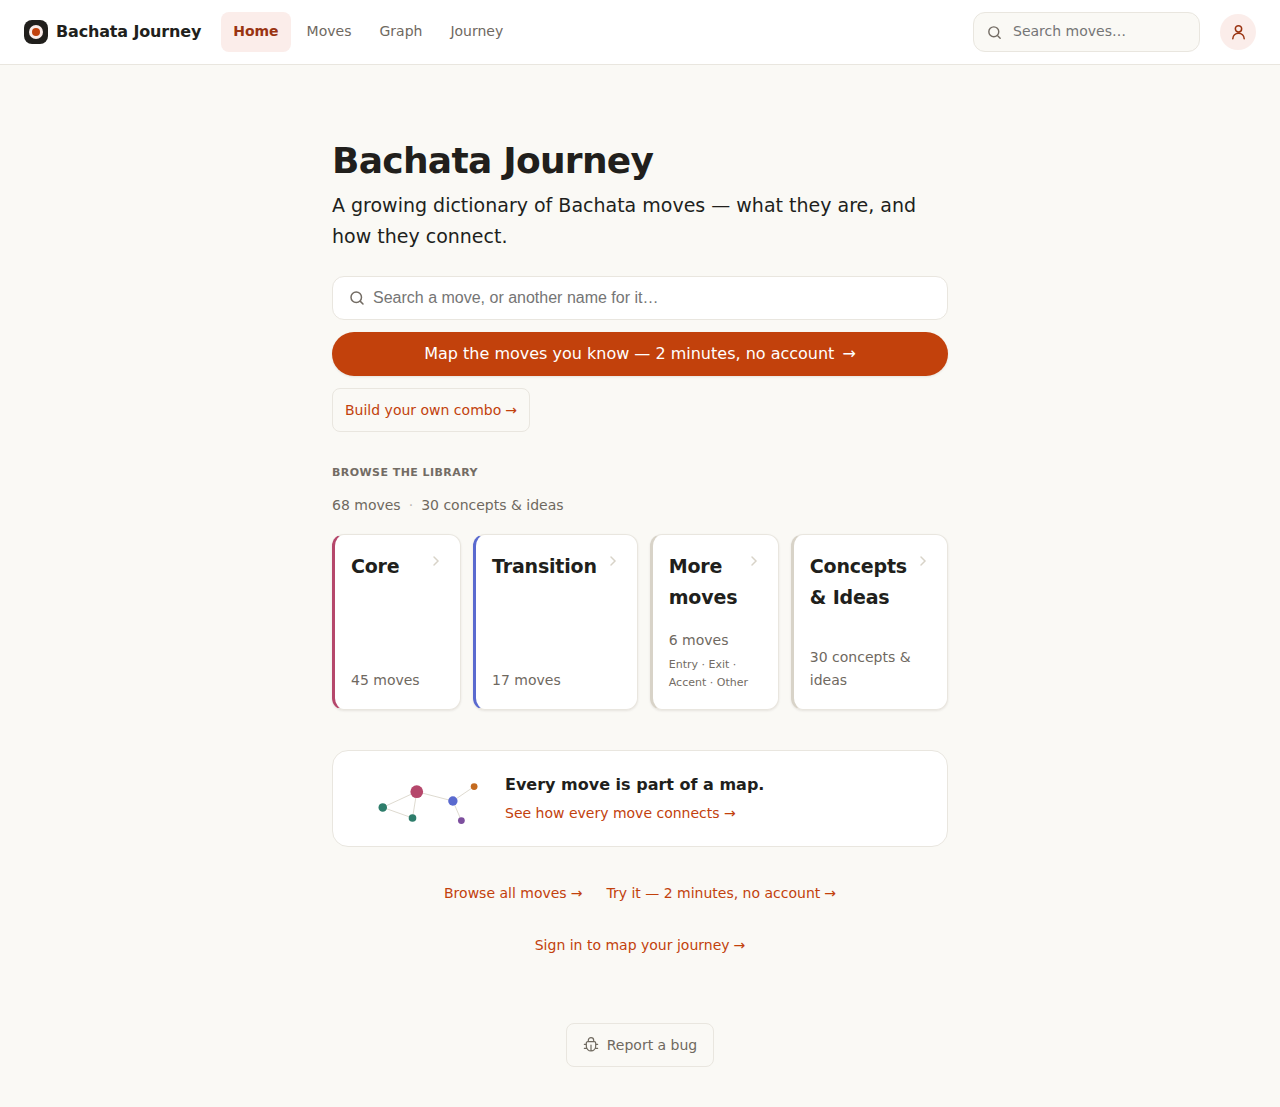 Bachata Journey
Home
Moves
Graph
Journey
Search moves...
Bachata Journey
A growing dictionary of Bachata moves — what they are, and
how they connect.
Search a move, or another name for it…
Map the moves you know — 2 minutes, no account →
Build your own combo →
BROWSE THE LIBRARY
68 moves · 30 concepts & ideas
Core
45 moves
Transition
17 moves
More
moves
6 moves
Entry · Exit ·
Accent · Other
Concepts
& Ideas
30 concepts &
ideas
Every move is part of a map.
See how every move connects →
Browse all moves →
Try it — 2 minutes, no account →
Sign in to map your journey →
Report a bug